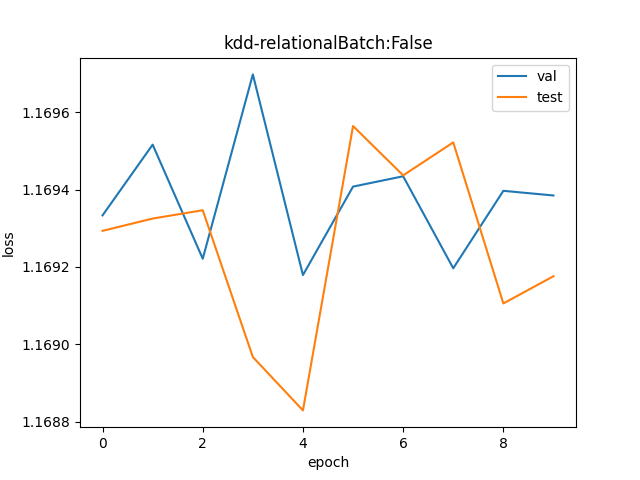 kdd-relationalBatch:False
val
test
1.1696
1.1694
1.1692
1.1690
1.1688
loss
0 2 4 6 8
epoch